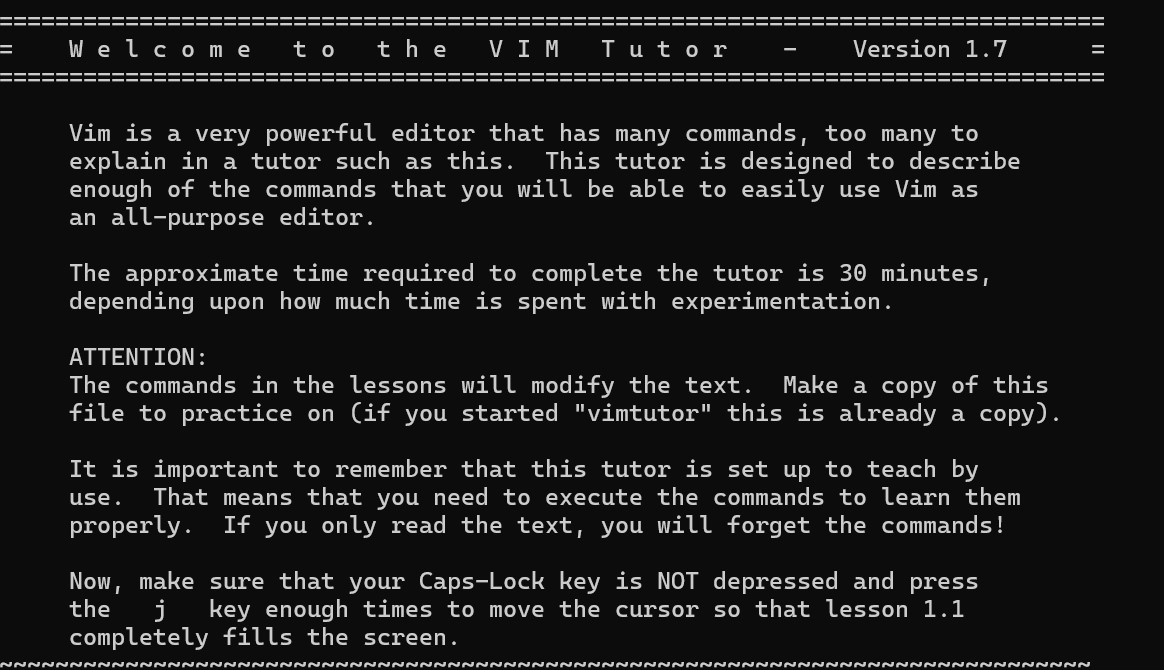 ===============================================================================
=    W e l c o m e   t o   t h e   V I M   T u t o r    -    Version 1.7      =
===============================================================================

     Vim is a very powerful editor that has many commands, too many to
     explain in a tutor such as this.  This tutor is designed to describe
     enough of the commands that you will be able to easily use Vim as
     an all-purpose editor.

     The approximate time required to complete the tutor is 30 minutes,
     depending upon how much time is spent with experimentation.

     ATTENTION:
     The commands in the lessons will modify the text.  Make a copy of this
     file to practice on (if you started "vimtutor" this is already a copy).

     It is important to remember that this tutor is set up to teach by
     use.  That means that you need to execute the commands to learn them
     properly.  If you only read the text, you will forget the commands!

     Now, make sure that your Caps-Lock key is NOT depressed and press
     the   j   key enough times to move the cursor so that lesson 1.1
     completely fills the screen.
~~~~~~~~~~~~~~~~~~~~~~~~~~~~~~~~~~~~~~~~~~~~~~~~~~~~~~~~~~~~~~~~~~~~~~~~~~~~~~